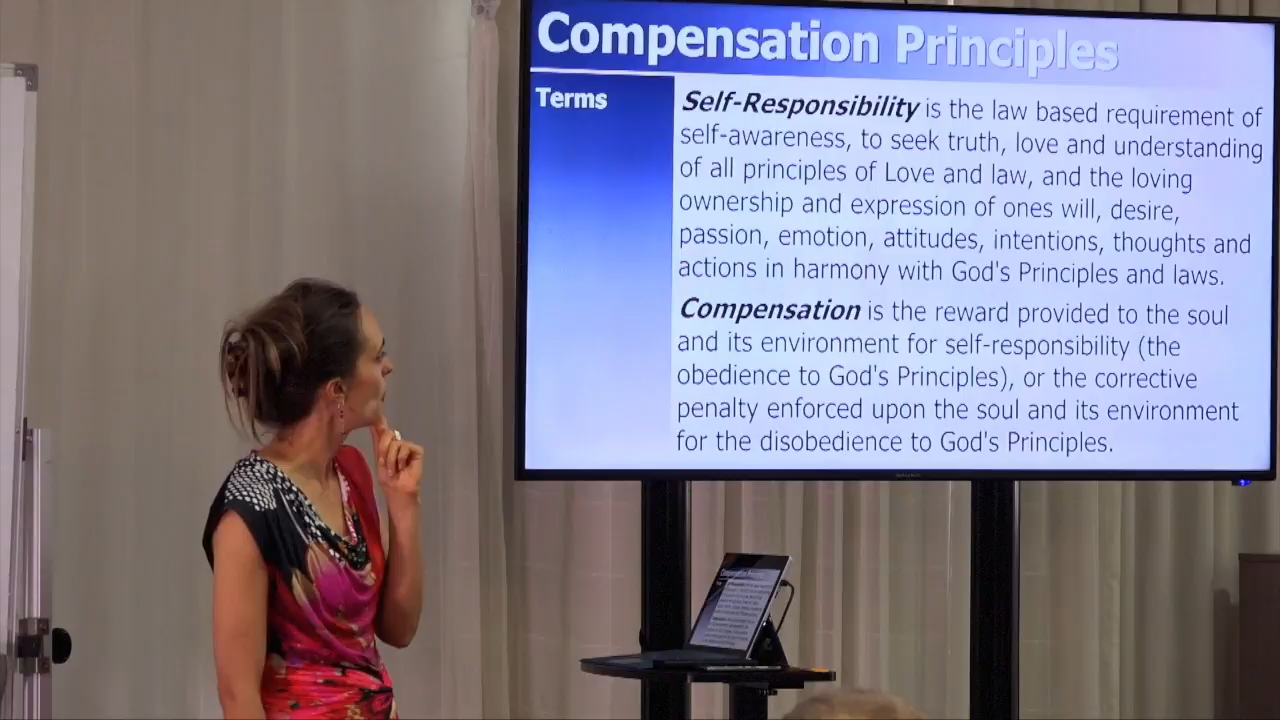 Compensation Principles
Terms
Self-Responsibility is the law based requirement of
self-awareness, to seek truth, love and understanding
of all principles of Love and law, and the loving
ownership and expression of ones will, desire,
passion, emotion, attitudes, intentions, thoughts and
actions in harmony with God's Principles and laws.
Compensation is the reward provided to the soul
and its environment for self-responsibility (the
obedience to God's Principles), or the corrective
penalty enforced upon the soul and its environment
for the disobedience to God's Principles.